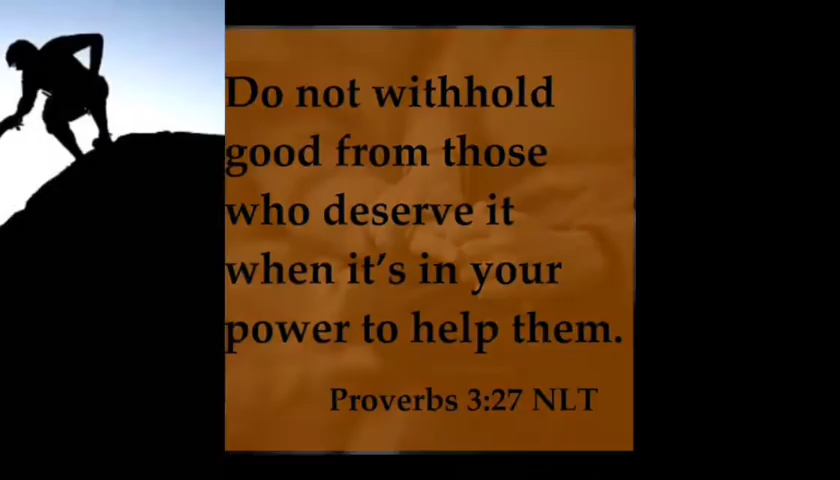 Do not withhold
good from those
who deserve it
when it’s in your
power to help them.
Proverbs 3:27 NLT